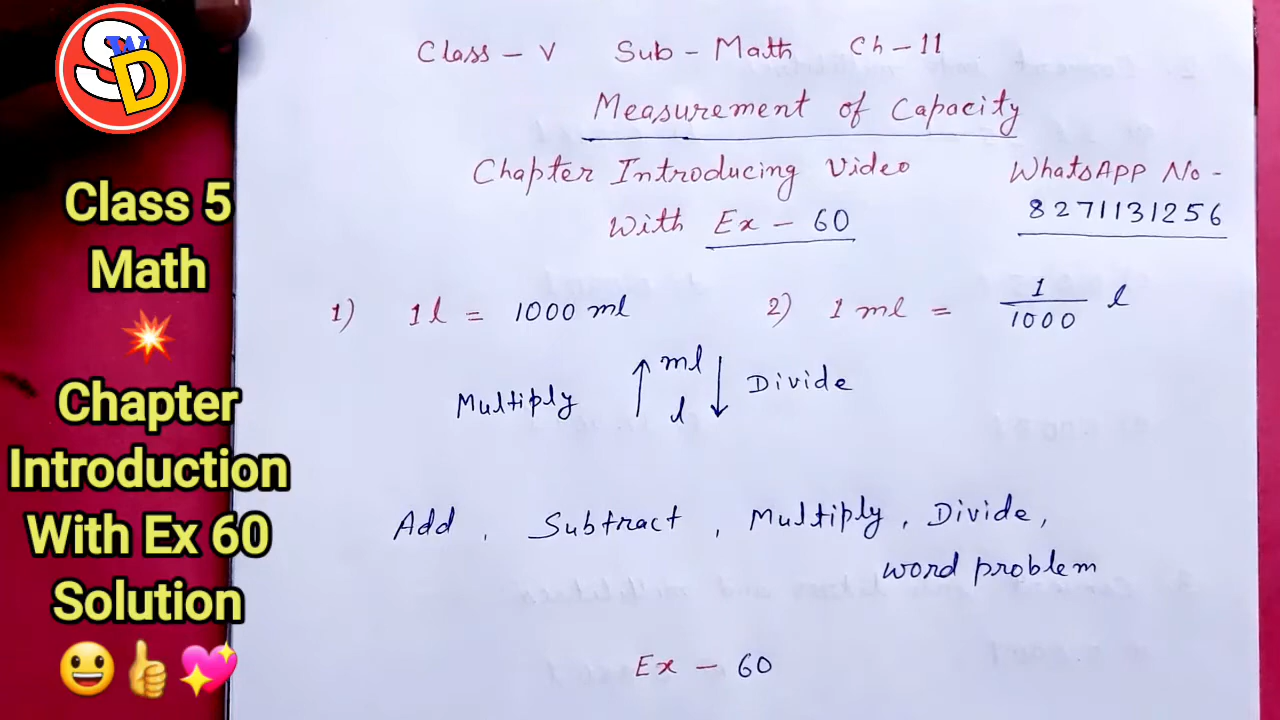 SWD
Class 5
Math
Chapter
Introduction
With Ex 60
Solution
Class - V Sub - Math Ch - 11
Measurement of Capacity
Chapter Introducing Video
With Ex - 60
WhatsApp No -
8271131256
1) 1 l = 1000 ml 2) 1 ml = 1/1000 l
Multiply ↑ ml l ↓ Divide
Add, Subtract, Multiply, Divide,
word problem
Ex - 60